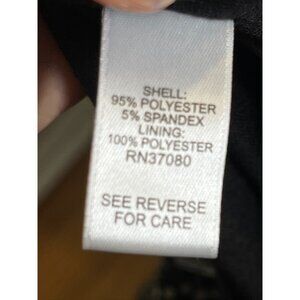 SHELL:
95% POLYESTER
5% SPANDEX
LINING:
100% POLYESTER
RN37080
SEE REVERSE
FOR CARE